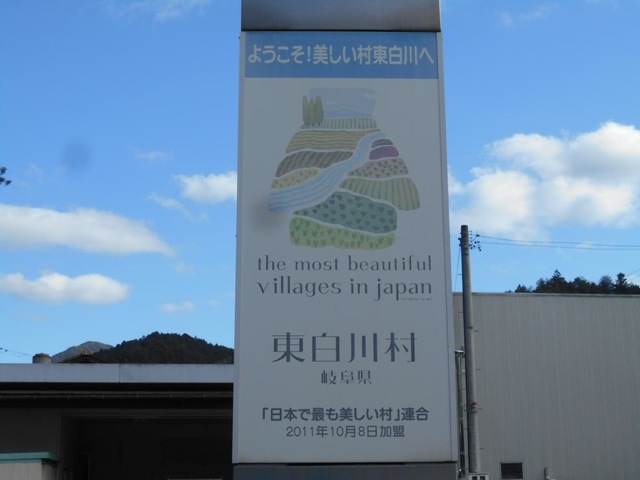 ようこそ!美しい村東白川へ
the most beautiful
villages in japan
東白川村
岐阜県
「日本で最も美しい村」連合
2011年10月8日加盟